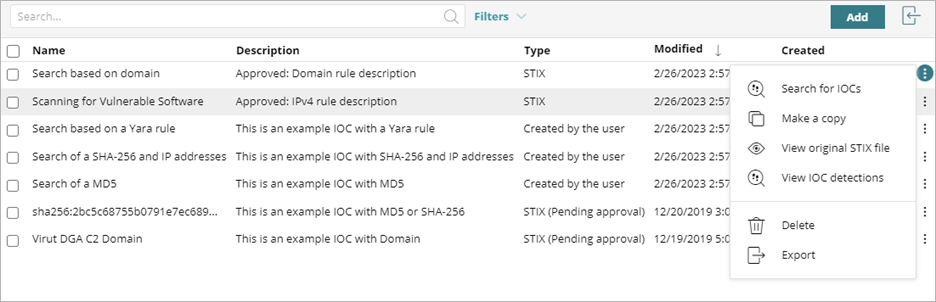 Search... Filters Add
Name Description Type Modified ↓ Created
Search based on domain Approved: Domain rule description STIX 2/26/2023 2:57
Search for IOCs
Scanning for Vulnerable Software Approved: IPv4 rule description STIX 2/26/2023 2:57
Make a copy
Search based on a Yara rule This is an example IOC with a Yara rule Created by the user 2/26/2023 2:57
View original STIX file
Search of a SHA-256 and IP addresses This is an example IOC with SHA-256 and IP addresses Created by the user 2/26/2023 2:57
View IOC detections
Search of a MD5 This is an example IOC with MD5 Created by the user 2/26/2023 2:57
sha256:2bc5c68755b0791e7ec689... This is an example IOC with MD5 or SHA-256 STIX (Pending approval) 12/20/2019 3:0
Delete
Virut DGA C2 Domain This is an example IOC with Domain STIX (Pending approval) 12/19/2019 5:0
Export